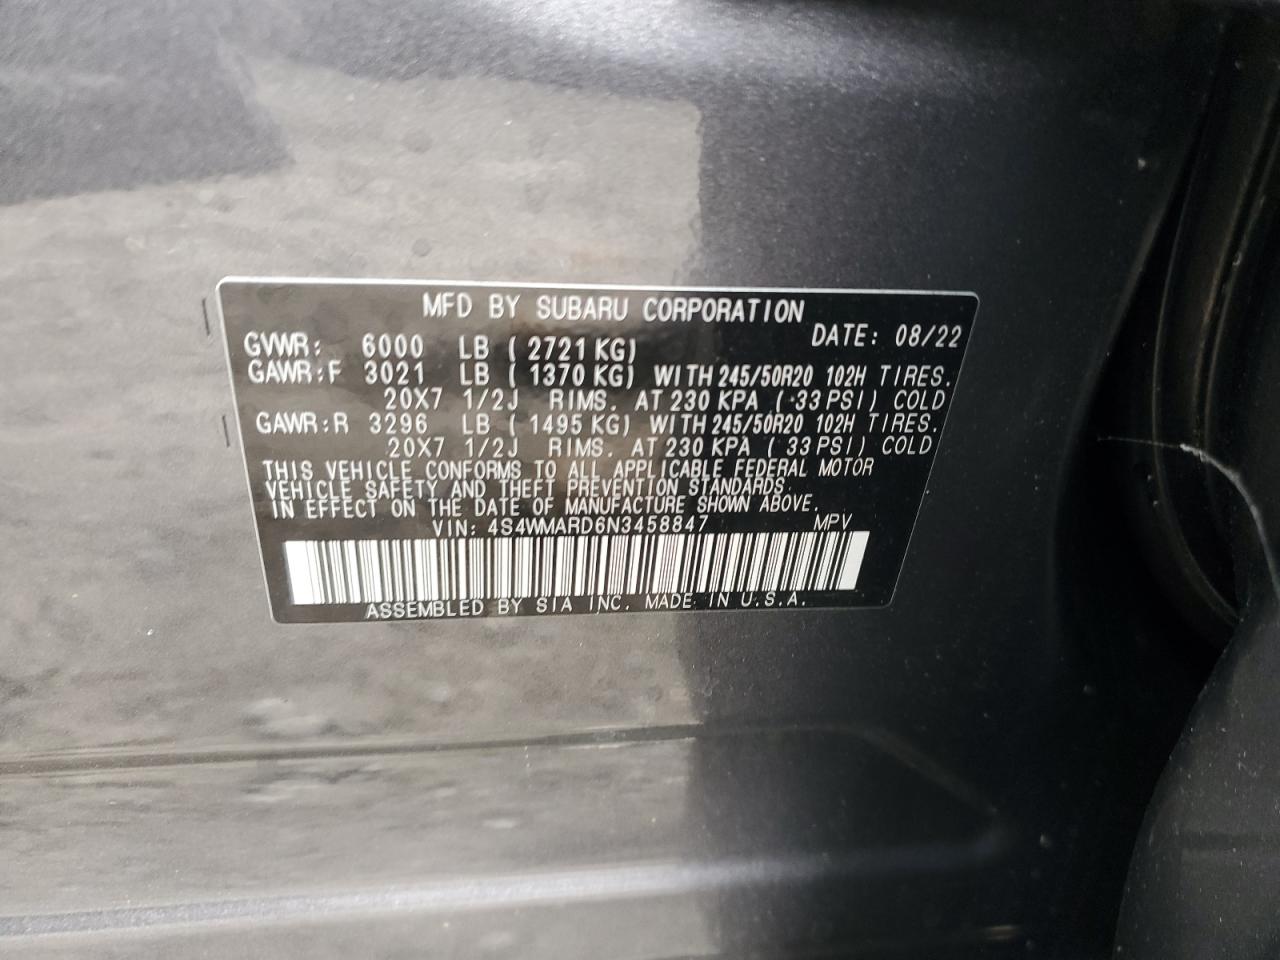 MFD BY SUBARU CORPORATION
DATE: 08/22
GVWR: 6000 LB ( 2721 KG)
GAWR:F 3021 LB ( 1370 KG) WITH 245/50R20 102H TIRES.
20X7 1/2J RIMS. AT 230 KPA ( 33 PSI) COLD
GAWR:R 3296 LB ( 1495 KG) WITH 245/50R20 102H TIRES.
20X7 1/2J RIMS. AT 230 KPA ( 33 PSI) COLD
THIS VEHICLE CONFORMS TO ALL APPLICABLE FEDERAL MOTOR
VEHICLE SAFETY AND THEFT PREVENTION STANDARDS
IN EFFECT ON THE DATE OF MANUFACTURE SHOWN ABOVE.
VIN: 4S4WMARD6N3458847 MPV
ASSEMBLED BY SIA INC. MADE IN U.S.A.